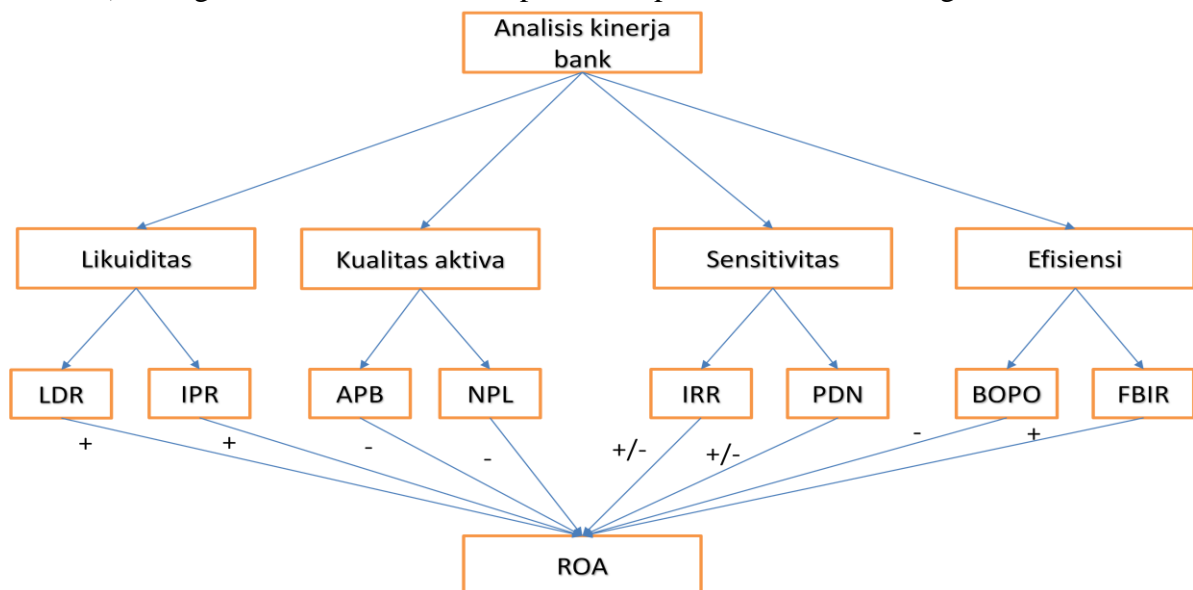 Analisis kinerja
bank
Likuiditas
Kualitas aktiva
Sensitivitas
Efisiensi
LDR
IPR
APB
NPL
IRR
PDN
BOPO
FBIR
+
+
-
-
+/-
+/-
-
+
ROA